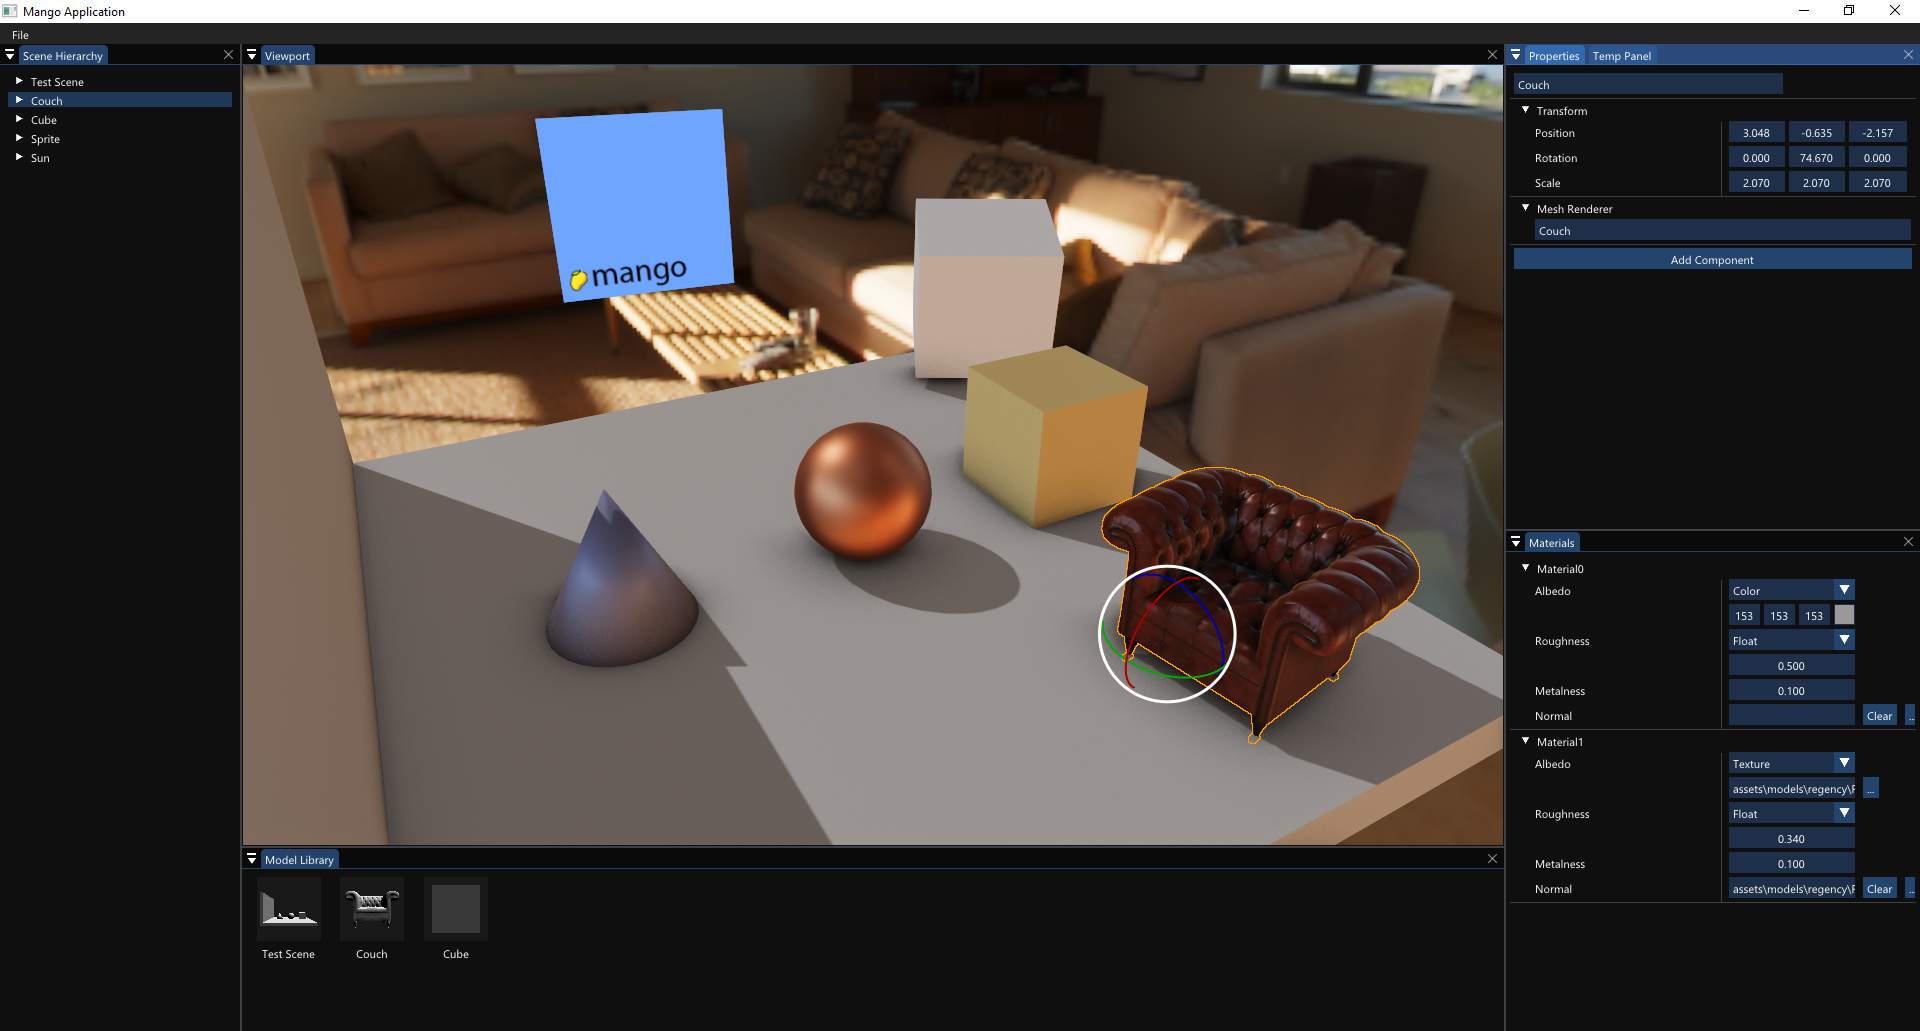 Mango Application
File
Scene Hierarchy
Test Scene
Couch
Cube
Sprite
Sun
Viewport
mango
Model Library
Test Scene
Couch
Cube
Properties
Temp Panel
Couch
Transform
Position 3.048 -0.635 -2.157
Rotation 0.000 74.670 0.000
Scale 2.070 2.070 2.070
Mesh Renderer
Couch
Add Component
Materials
Material0
Albedo Color
153 153 153
Roughness Float
0.500
Metalness 0.100
Normal Clear ..
Material1
Albedo Texture
assets\models\regency\ ...
Roughness Float
0.340
Metalness 0.100
Normal assets\models\regency\ Clear ..